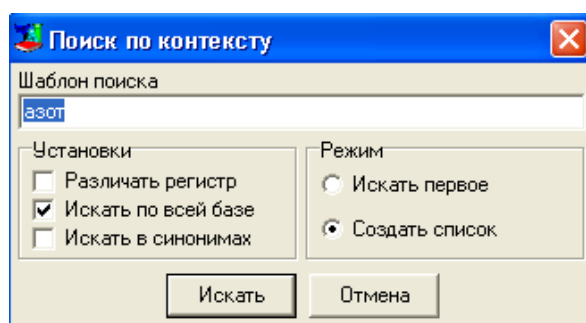 Поиск по контексту
Шаблон поиска
азот
Установки
Различать регистр
Искать по всей базе
Искать в синонимах
Режим
Искать первое
Создать список
Искать
Отмена